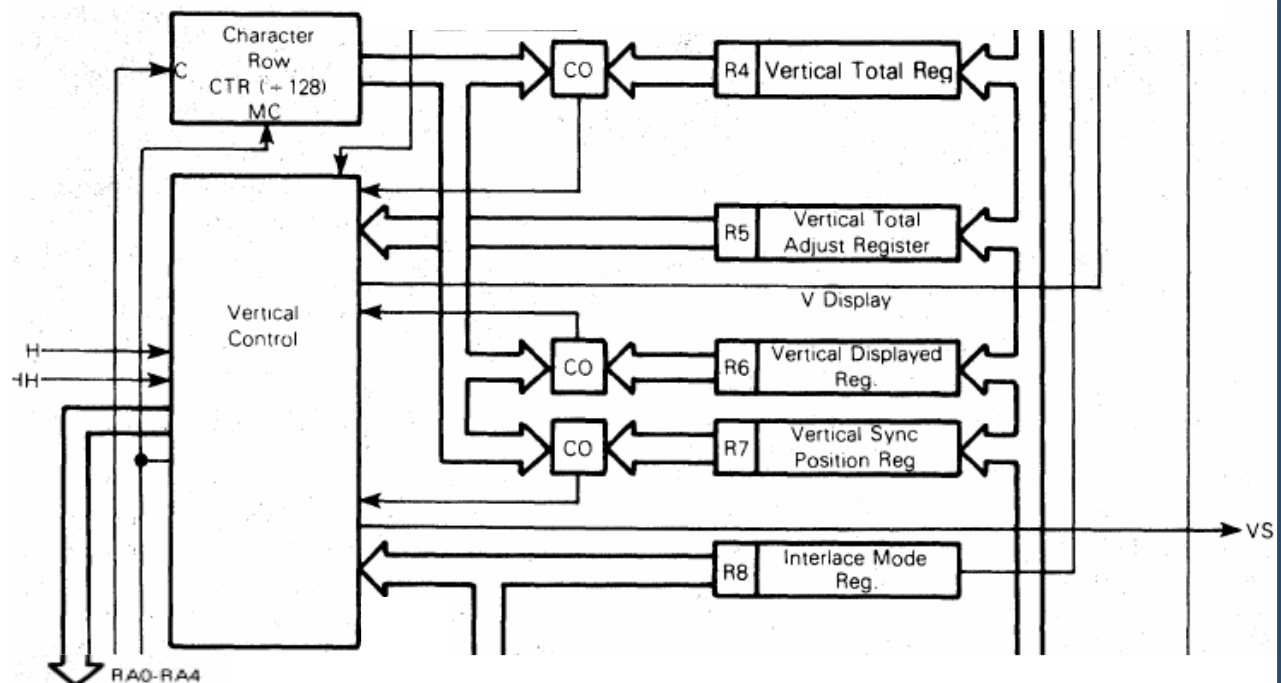 Character
Row
CTR (÷ 128)
MC
C
CO
R4
Vertical Total Reg
R5
Vertical Total
Adjust Register
V Display
Vertical
Control
H
HH
CO
R6
Vertical Displayed
Reg.
CO
R7
Vertical Sync
Position Reg
VS
R8
Interlace Mode
Reg.
RA0-RA4